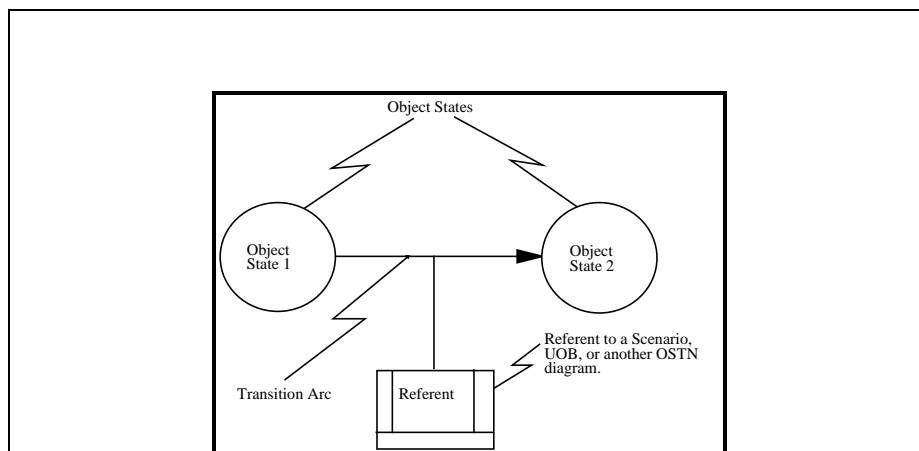 Object States
Object
State 1
Object
State 2
Referent to a Scenario,
UOB, or another OSTN
diagram.
Transition Arc
Referent